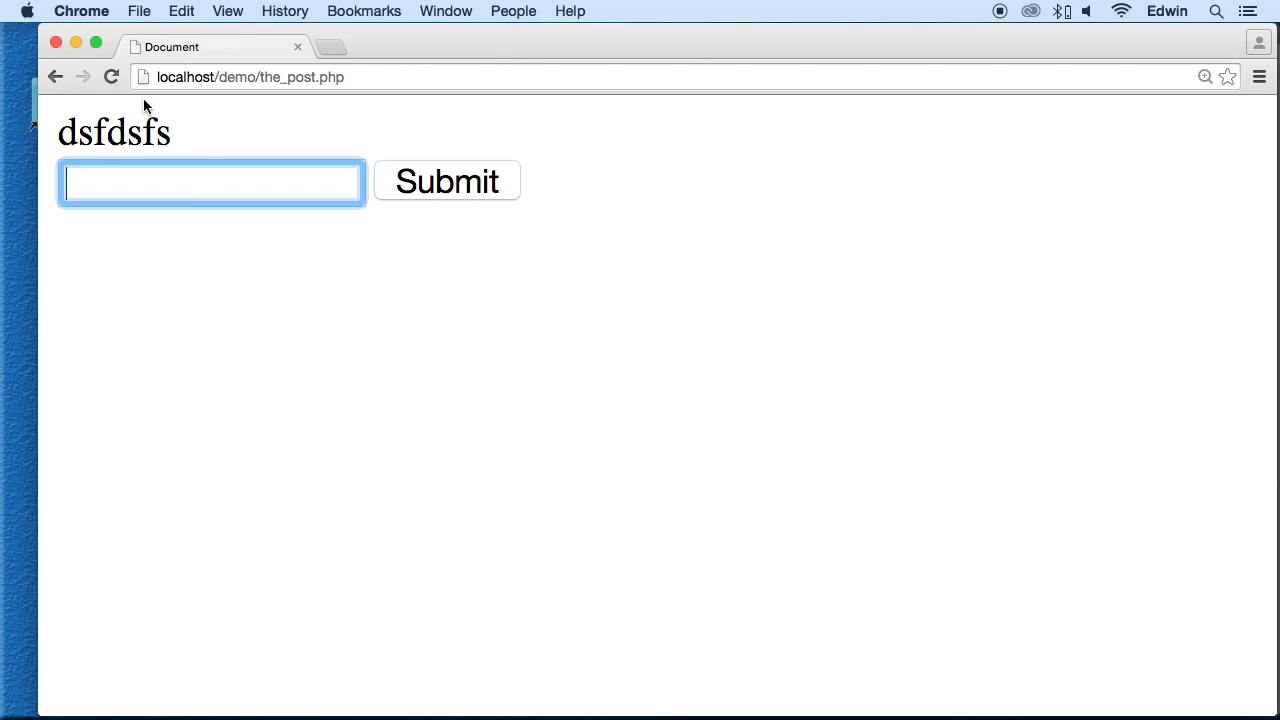 Chrome File Edit View History Bookmarks Window People Help Edwin
Document
localhost/demo/the_post.php
dsfdsfs
Submit